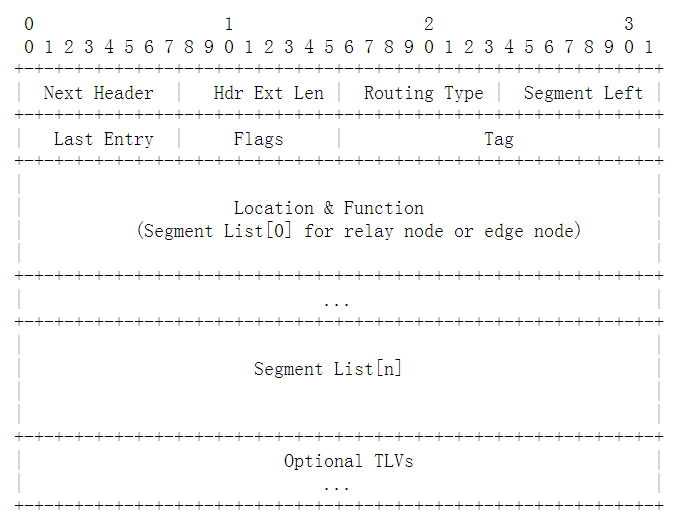 0                   1                   2                   3
0 1 2 3 4 5 6 7 8 9 0 1 2 3 4 5 6 7 8 9 0 1 2 3 4 5 6 7 8 9 0 1
+-+-+-+-+-+-+-+-+-+-+-+-+-+-+-+-+-+-+-+-+-+-+-+-+-+-+-+-+-+-+-+-+
|  Next Header  |   Hdr Ext Len |  Routing Type |  Segment Left |
+-+-+-+-+-+-+-+-+-+-+-+-+-+-+-+-+-+-+-+-+-+-+-+-+-+-+-+-+-+-+-+-+
|   Last Entry  |     Flags     |              Tag              |
+-+-+-+-+-+-+-+-+-+-+-+-+-+-+-+-+-+-+-+-+-+-+-+-+-+-+-+-+-+-+-+-+
|                                                               |
|                     Location & Function                       |
|           (Segment List[0] for relay node or edge node)       |
|                                                               |
+-+-+-+-+-+-+-+-+-+-+-+-+-+-+-+-+-+-+-+-+-+-+-+-+-+-+-+-+-+-+-+-+
|                              ...                              |
+-+-+-+-+-+-+-+-+-+-+-+-+-+-+-+-+-+-+-+-+-+-+-+-+-+-+-+-+-+-+-+-+
|                                                               |
|                       Segment List[n]                         |
|                                                               |
|                                                               |
+-+-+-+-+-+-+-+-+-+-+-+-+-+-+-+-+-+-+-+-+-+-+-+-+-+-+-+-+-+-+-+-+
|                          Optional TLVs                        |
|                              ...                              |
+-+-+-+-+-+-+-+-+-+-+-+-+-+-+-+-+-+-+-+-+-+-+-+-+-+-+-+-+-+-+-+-+